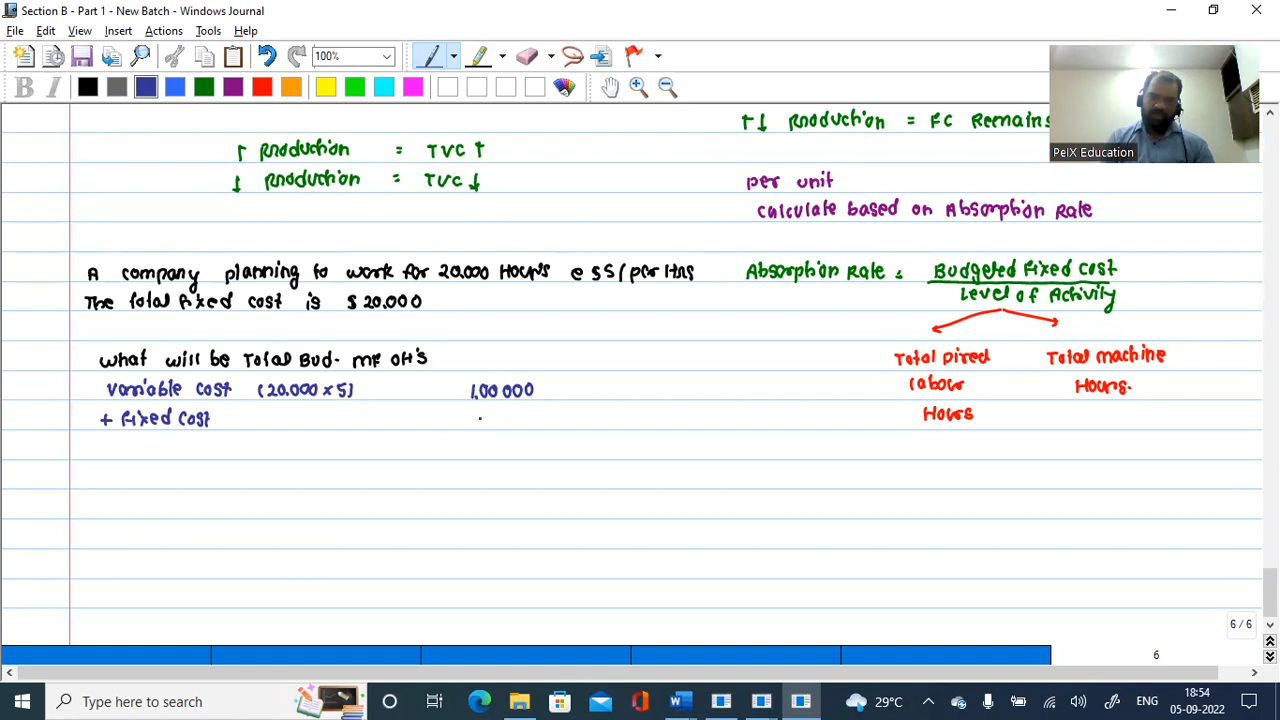 Section B - Part 1 - New Batch - Windows Journal
File Edit View Insert Actions Tools Help
100%
B I
PelX Education
↑↓ Production = FC Remains
↑ Production = TVC ↑
↓ Production = TVC ↓
per unit
calculate based on Absorption Rate
A company planning to work for 20.000 Hours @ $5/per Hrs
The Total Fixed Cost is $ 20.000
Absorption Rate = Budgeted Fixed Cost
Level of Activity
What will be Total Bud- MF OH's
Variable Cost (20.000 x 5) 1,00 000
+ Fixed Cost
Total Dired
labour
Hours
Total machine
Hours.
6 / 6
6
Type here to search
29°C
ENG
18:54
05-09-2022